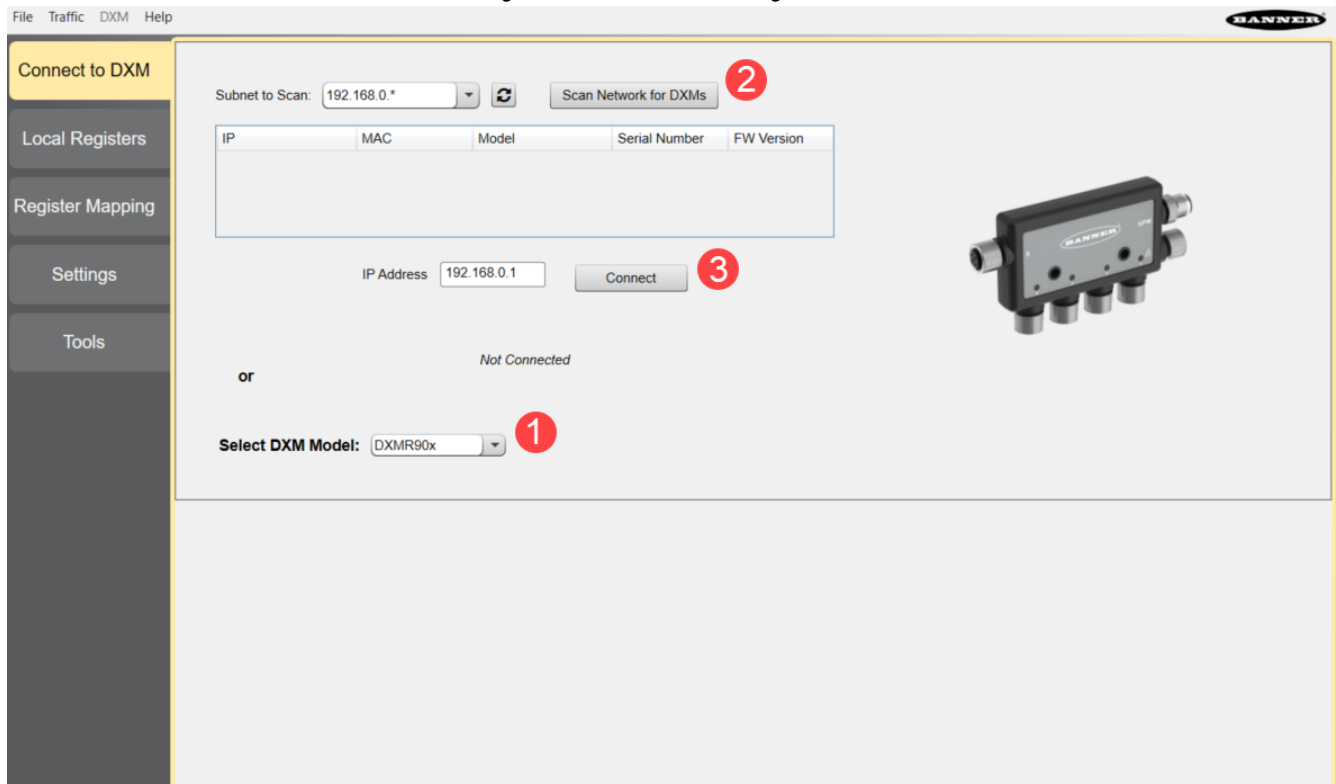 File Traffic DXM Help
BANNER
Connect to DXM
Local Registers
Register Mapping
Settings
Tools
Subnet to Scan: 192.168.0.* Scan Network for DXMs 2
IP MAC Model Serial Number FW Version
IP Address 192.168.0.1 Connect 3
Not Connected
or
Select DXM Model: DXMR90x 1
BANNER